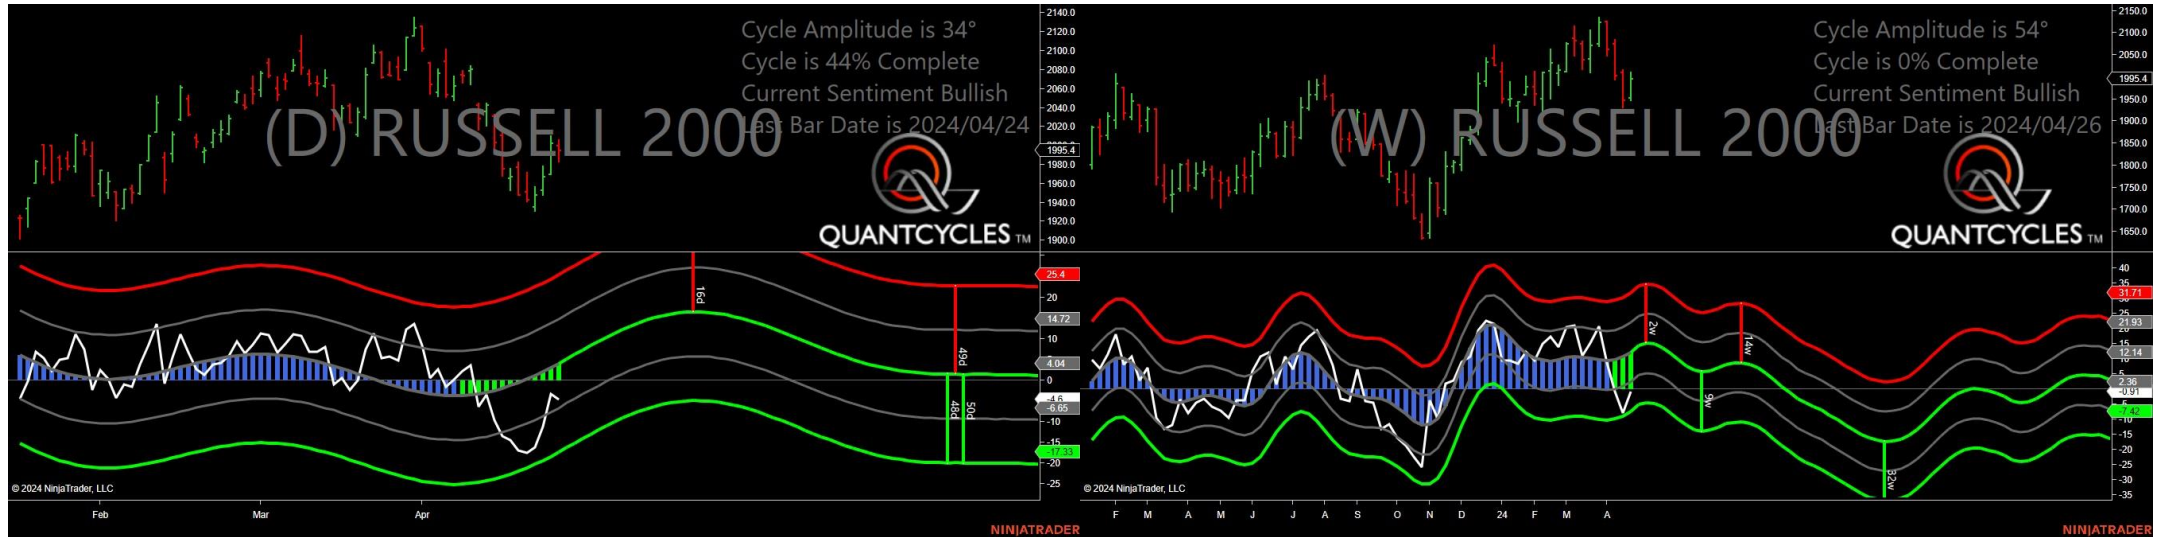 Cycle Amplitude is 34°
Cycle is 44% Complete
Current Sentiment Bullish
Last Bar Date is 2024/04/24
(D) RUSSELL 2000
QUANTCYCLES TM
2140.0
2120.0
2100.0
2080.0
2060.0
2040.0
2020.0
1995.4
1980.0
1960.0
1940.0
1920.0
1900.0
16d
49d
48d
50d
25.4
20
14.72
10
4.04
0
-4.6
-6.65
-10
-15
-17.33
-20
-25
© 2024 NinjaTrader, LLC
Feb Mar Apr
NINJATRADER
Cycle Amplitude is 54°
Cycle is 0% Complete
Current Sentiment Bullish
Last Bar Date is 2024/04/26
(W) RUSSELL 2000
QUANTCYCLES TM
2150.0
2100.0
2050.0
1995.4
1950.0
1900.0
1850.0
1800.0
1750.0
1700.0
1650.0
2w
14w
9w
32w
40
35
31.71
21.93
15
12.14
5
2.36
-0.91
-7.42
-10
-15
-20
-25
-30
-35
© 2024 NinjaTrader, LLC
F M A M J J A S O N D 24 F M A
NINJATRADER